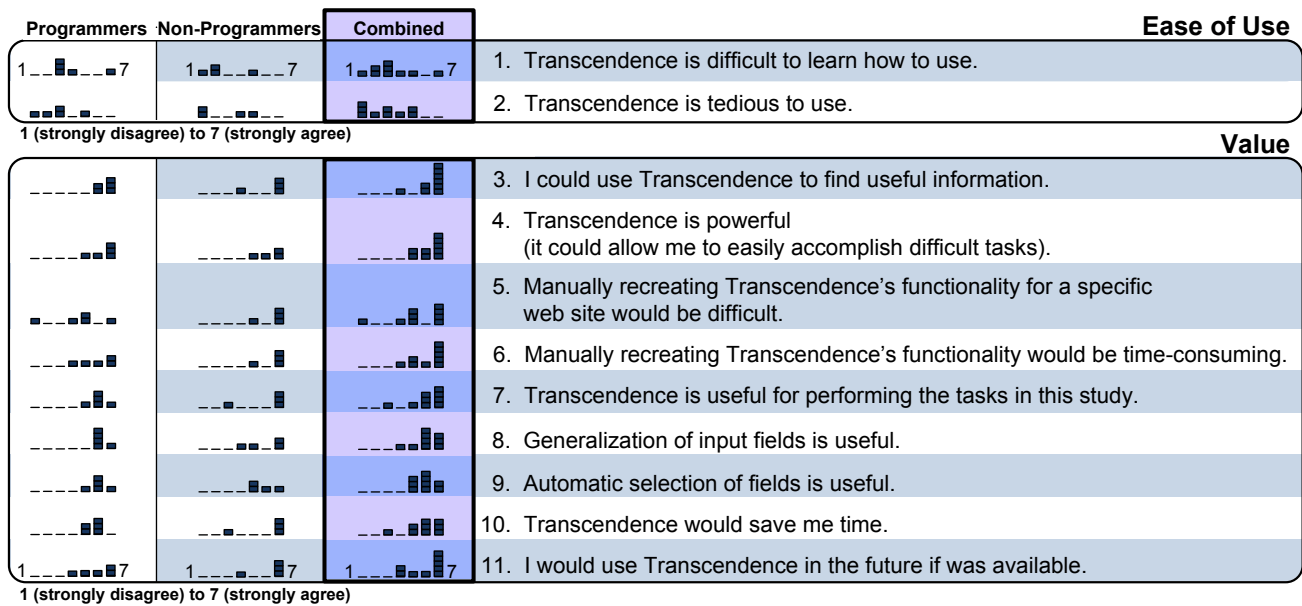 Programmers Non-Programmers Combined Ease of Use
1 7 1 7 1 7 1. Transcendence is difficult to learn how to use.
2. Transcendence is tedious to use.
1 (strongly disagree) to 7 (strongly agree)
Value
3. I could use Transcendence to find useful information.
4. Transcendence is powerful
(it could allow me to easily accomplish difficult tasks).
5. Manually recreating Transcendence's functionality for a specific
web site would be difficult.
6. Manually recreating Transcendence's functionality would be time-consuming.
7. Transcendence is useful for performing the tasks in this study.
8. Generalization of input fields is useful.
9. Automatic selection of fields is useful.
10. Transcendence would save me time.
1 7 1 7 1 7 11. I would use Transcendence in the future if was available.
1 (strongly disagree) to 7 (strongly agree)